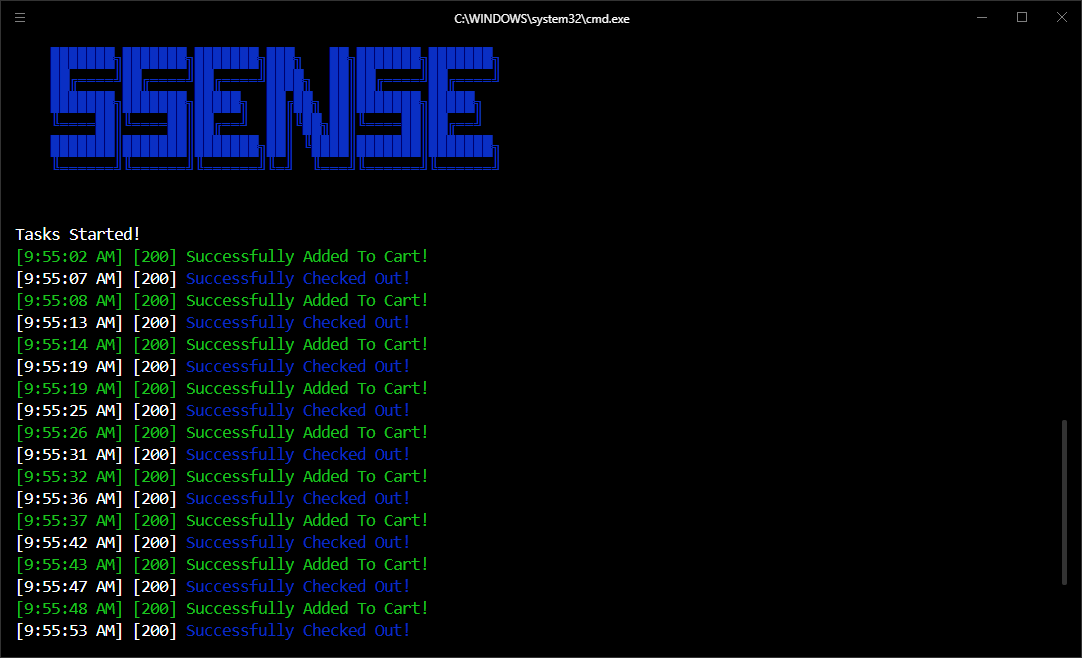 C:\WINDOWS\system32\cmd.exe
SSENSE
Tasks Started!
[9:55:02 AM] [200] Successfully Added To Cart!
[9:55:07 AM] [200] Successfully Checked Out!
[9:55:08 AM] [200] Successfully Added To Cart!
[9:55:13 AM] [200] Successfully Checked Out!
[9:55:14 AM] [200] Successfully Added To Cart!
[9:55:19 AM] [200] Successfully Checked Out!
[9:55:19 AM] [200] Successfully Added To Cart!
[9:55:25 AM] [200] Successfully Checked Out!
[9:55:26 AM] [200] Successfully Added To Cart!
[9:55:31 AM] [200] Successfully Checked Out!
[9:55:32 AM] [200] Successfully Added To Cart!
[9:55:36 AM] [200] Successfully Checked Out!
[9:55:37 AM] [200] Successfully Added To Cart!
[9:55:42 AM] [200] Successfully Checked Out!
[9:55:43 AM] [200] Successfully Added To Cart!
[9:55:47 AM] [200] Successfully Checked Out!
[9:55:48 AM] [200] Successfully Added To Cart!
[9:55:53 AM] [200] Successfully Checked Out!